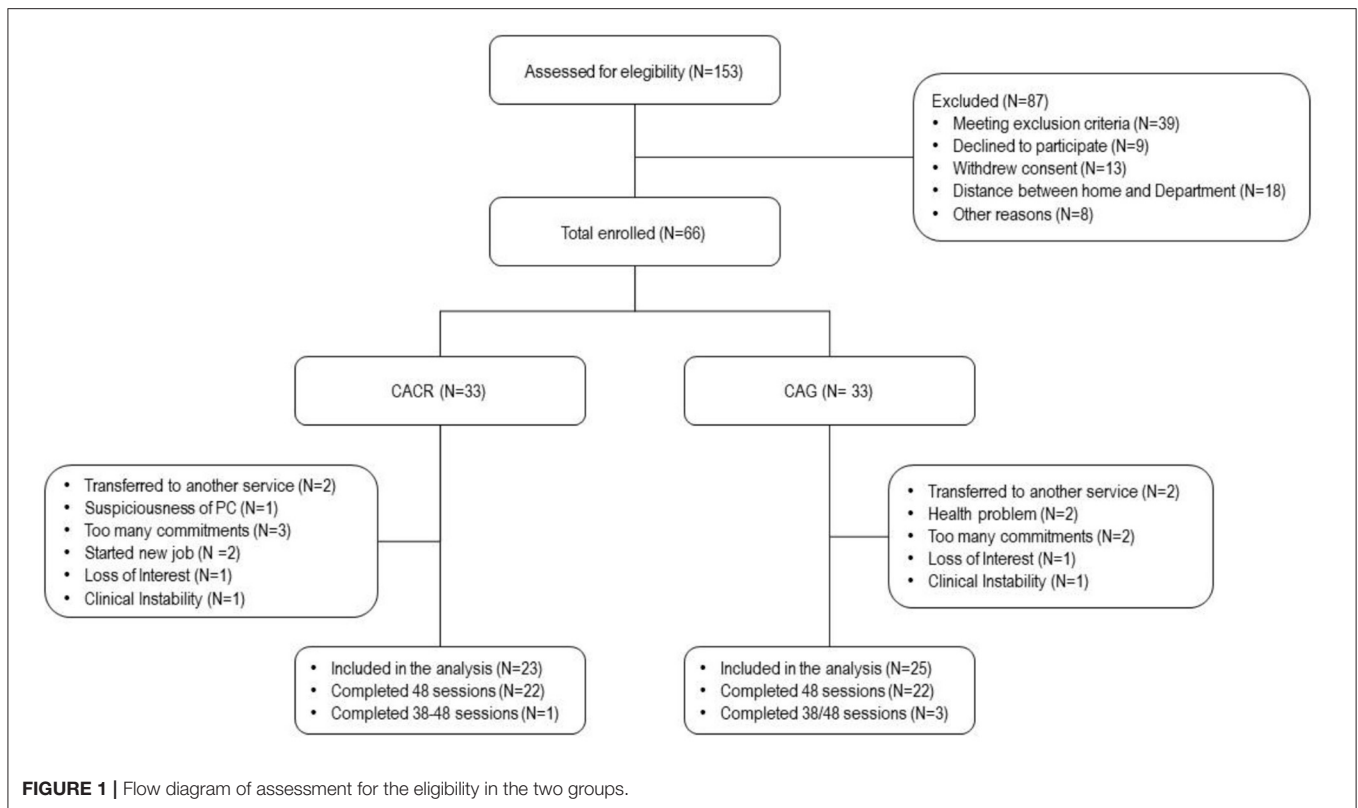 Assessed for elegibility (N=153)
Excluded (N=87)
• Meeting exclusion criteria (N=39)
• Declined to participate (N=9)
• Withdrew consent (N=13)
• Distance between home and Department (N=18)
• Other reasons (N=8)
Total enrolled (N=66)
CACR (N=33)
CAG (N= 33)
• Transferred to another service (N=2)
• Suspiciousness of PC (N=1)
• Too many commitments (N=3)
• Started new job (N =2)
• Loss of Interest (N=1)
• Clinical Instability (N=1)
• Transferred to another service (N=2)
• Health problem (N=2)
• Too many commitments (N=2)
• Loss of Interest (N=1)
• Clinical Instability (N=1)
• Included in the analysis (N=23)
• Completed 48 sessions (N=22)
• Completed 38-48 sessions (N=1)
• Included in the analysis (N=25)
• Completed 48 sessions (N=22)
• Completed 38/48 sessions (N=3)
FIGURE 1 | Flow diagram of assessment for the eligibility in the two groups.